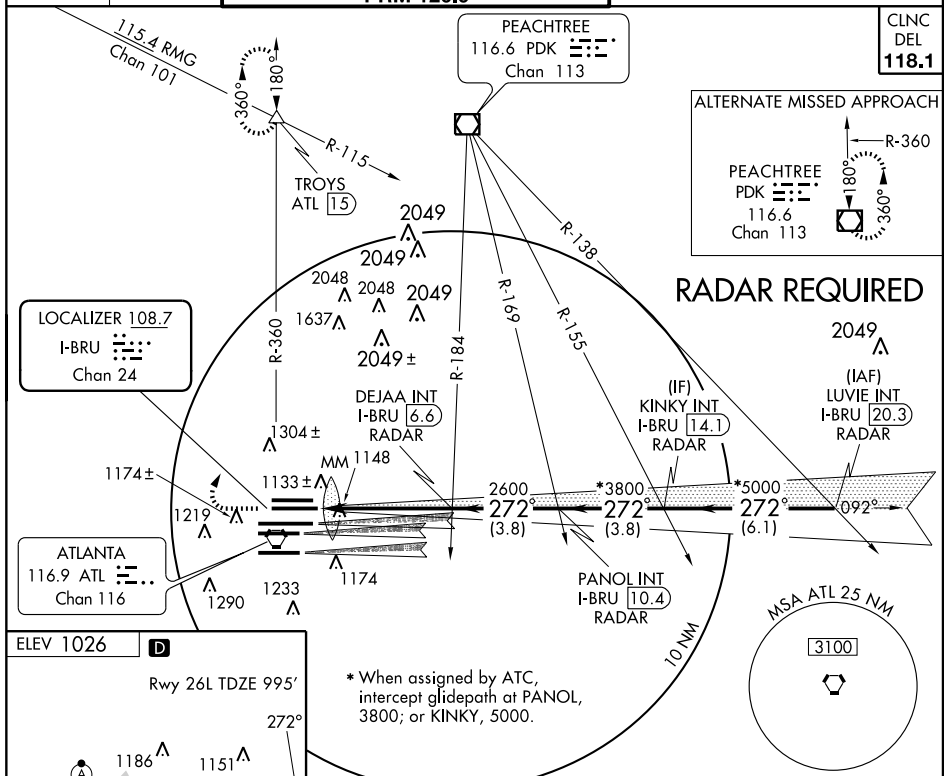 115.4 RMG
Chan 101
360°
180°
R-115
TROYS
ATL 15
PEACHTREE
116.6 PDK
Chan 113
CLNC
DEL
118.1
ALTERNATE MISSED APPROACH
R-360
PEACHTREE
PDK
116.6
Chan 113
180°
360°
RADAR REQUIRED
2049
2049
2048
2048
2049
1637
2049 ±
2049
R-360
R-184
R-169
R-155
R-138
LOCALIZER 108.7
I-BRU
Chan 24
DEJAA INT
I-BRU 6.6
RADAR
(IF)
KINKY INT
I-BRU 14.1
RADAR
(IAF)
LUVIE INT
I-BRU 20.3
RADAR
1304 ±
1174 ±
1133 ±
MM
1148
1219
2600
272°
(3.8)
*3800
272°
(3.8)
*5000
272°
(6.1)
092°
ATLANTA
116.9 ATL
Chan 116
1290
1233
1174
PANOL INT
I-BRU 10.4
RADAR
10 NM
MSA ATL 25 NM
3100
ELEV 1026
D
Rwy 26L TDZE 995'
272°
1186
1151
A
* When assigned by ATC,
intercept glidepath at PANOL,
3800; or KINKY, 5000.